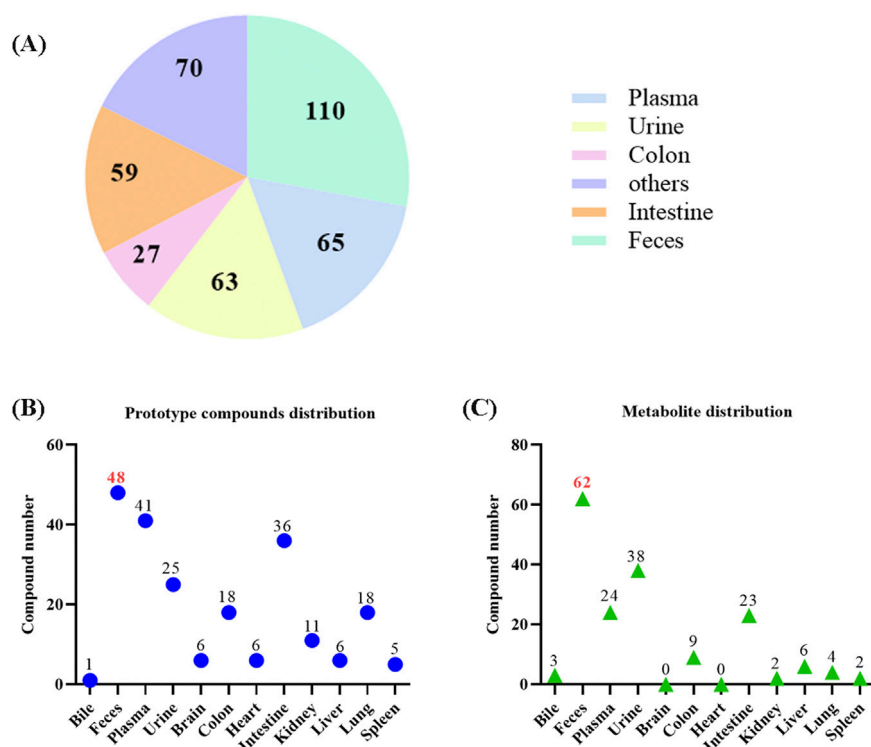 (A)
70
110
59
65
27
63
Plasma
Urine
Colon
others
Intestine
Feces
(B)
Prototype compounds distribution
Compound number
60
40
20
0
1
48
41
25
6
18
6
36
11
6
18
5
Bile
Feces
Plasma
Urine
Brain
Colon
Heart
Intestine
Kidney
Liver
Lung
Spleen
(C)
Metabolite distribution
Compound number
80
60
40
20
0
3
62
24
38
0
9
0
23
2
6
4
2
Bile
Feces
Plasma
Urine
Brain
Colon
Heart
Intestine
Kidney
Liver
Lung
Spleen